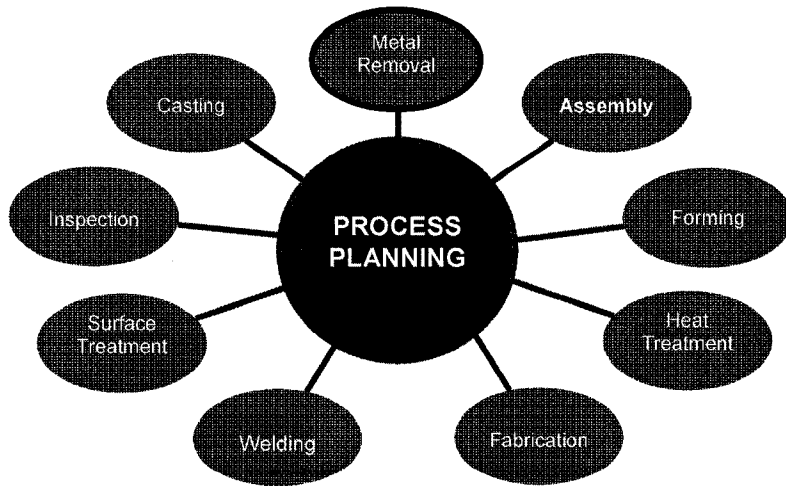 Metal
Removal
Casting
Assembly
Inspection
PROCESS
PLANNING
Forming
Surface
Treatment
Heat
Treatment
Welding
Fabrication